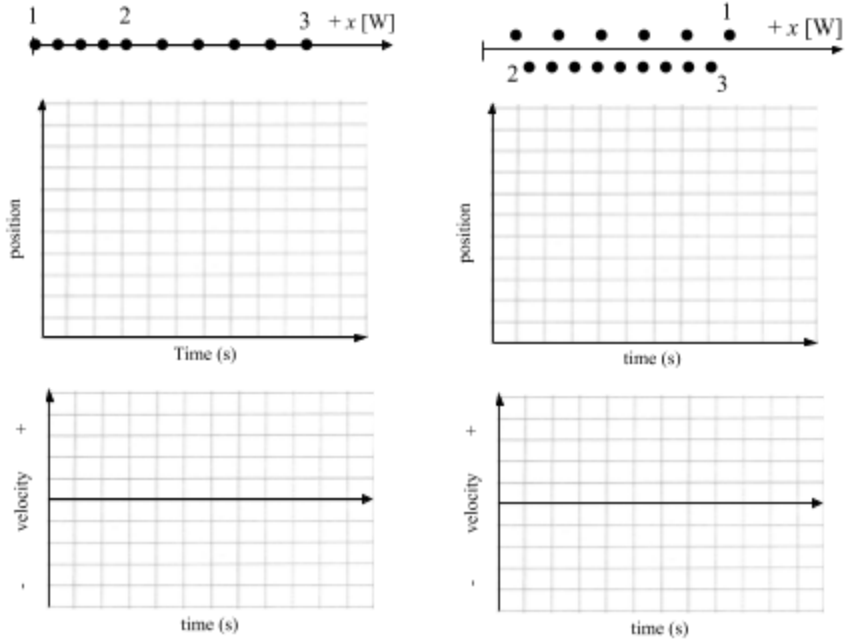 1 2 3 + x [W]
1 + x [W]
2 3
position
Time (s)
position
time (s)
+
velocity
-
time (s)
+
velocity
-
time (s)